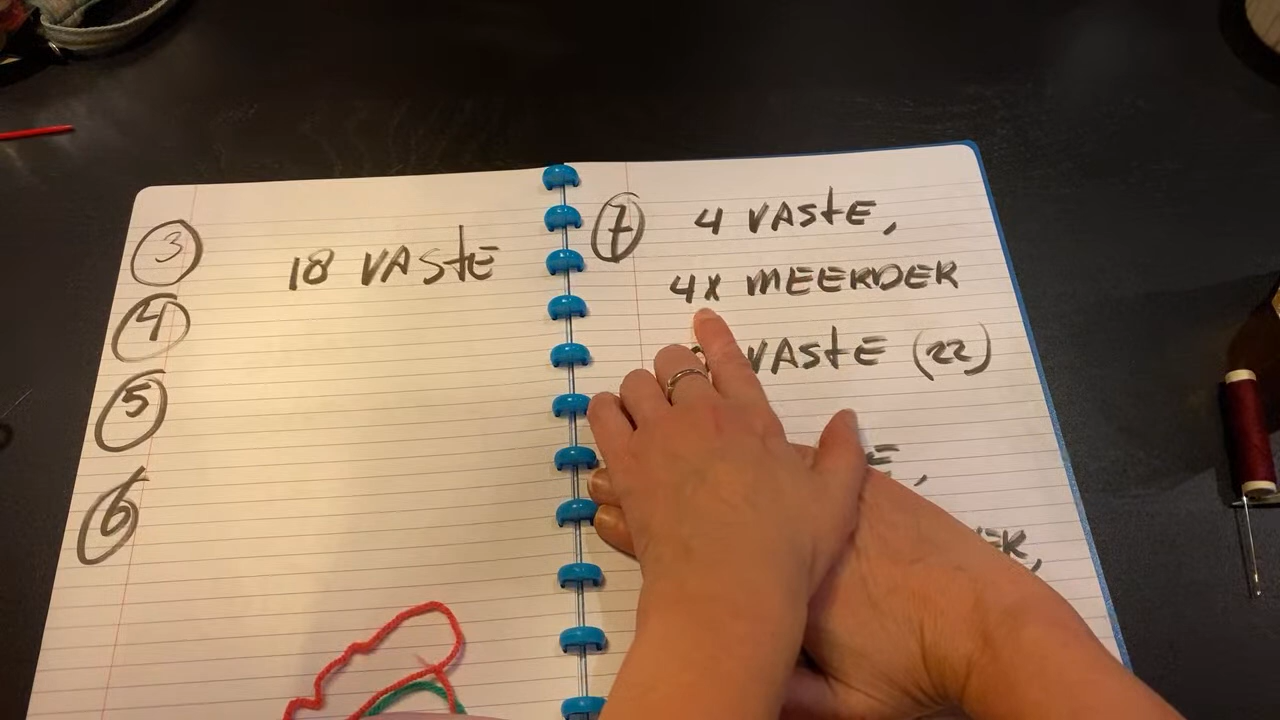 3
18 VASTE
4
5
6
7 4 VASTE,
4X MEERDER
VASTE (22)